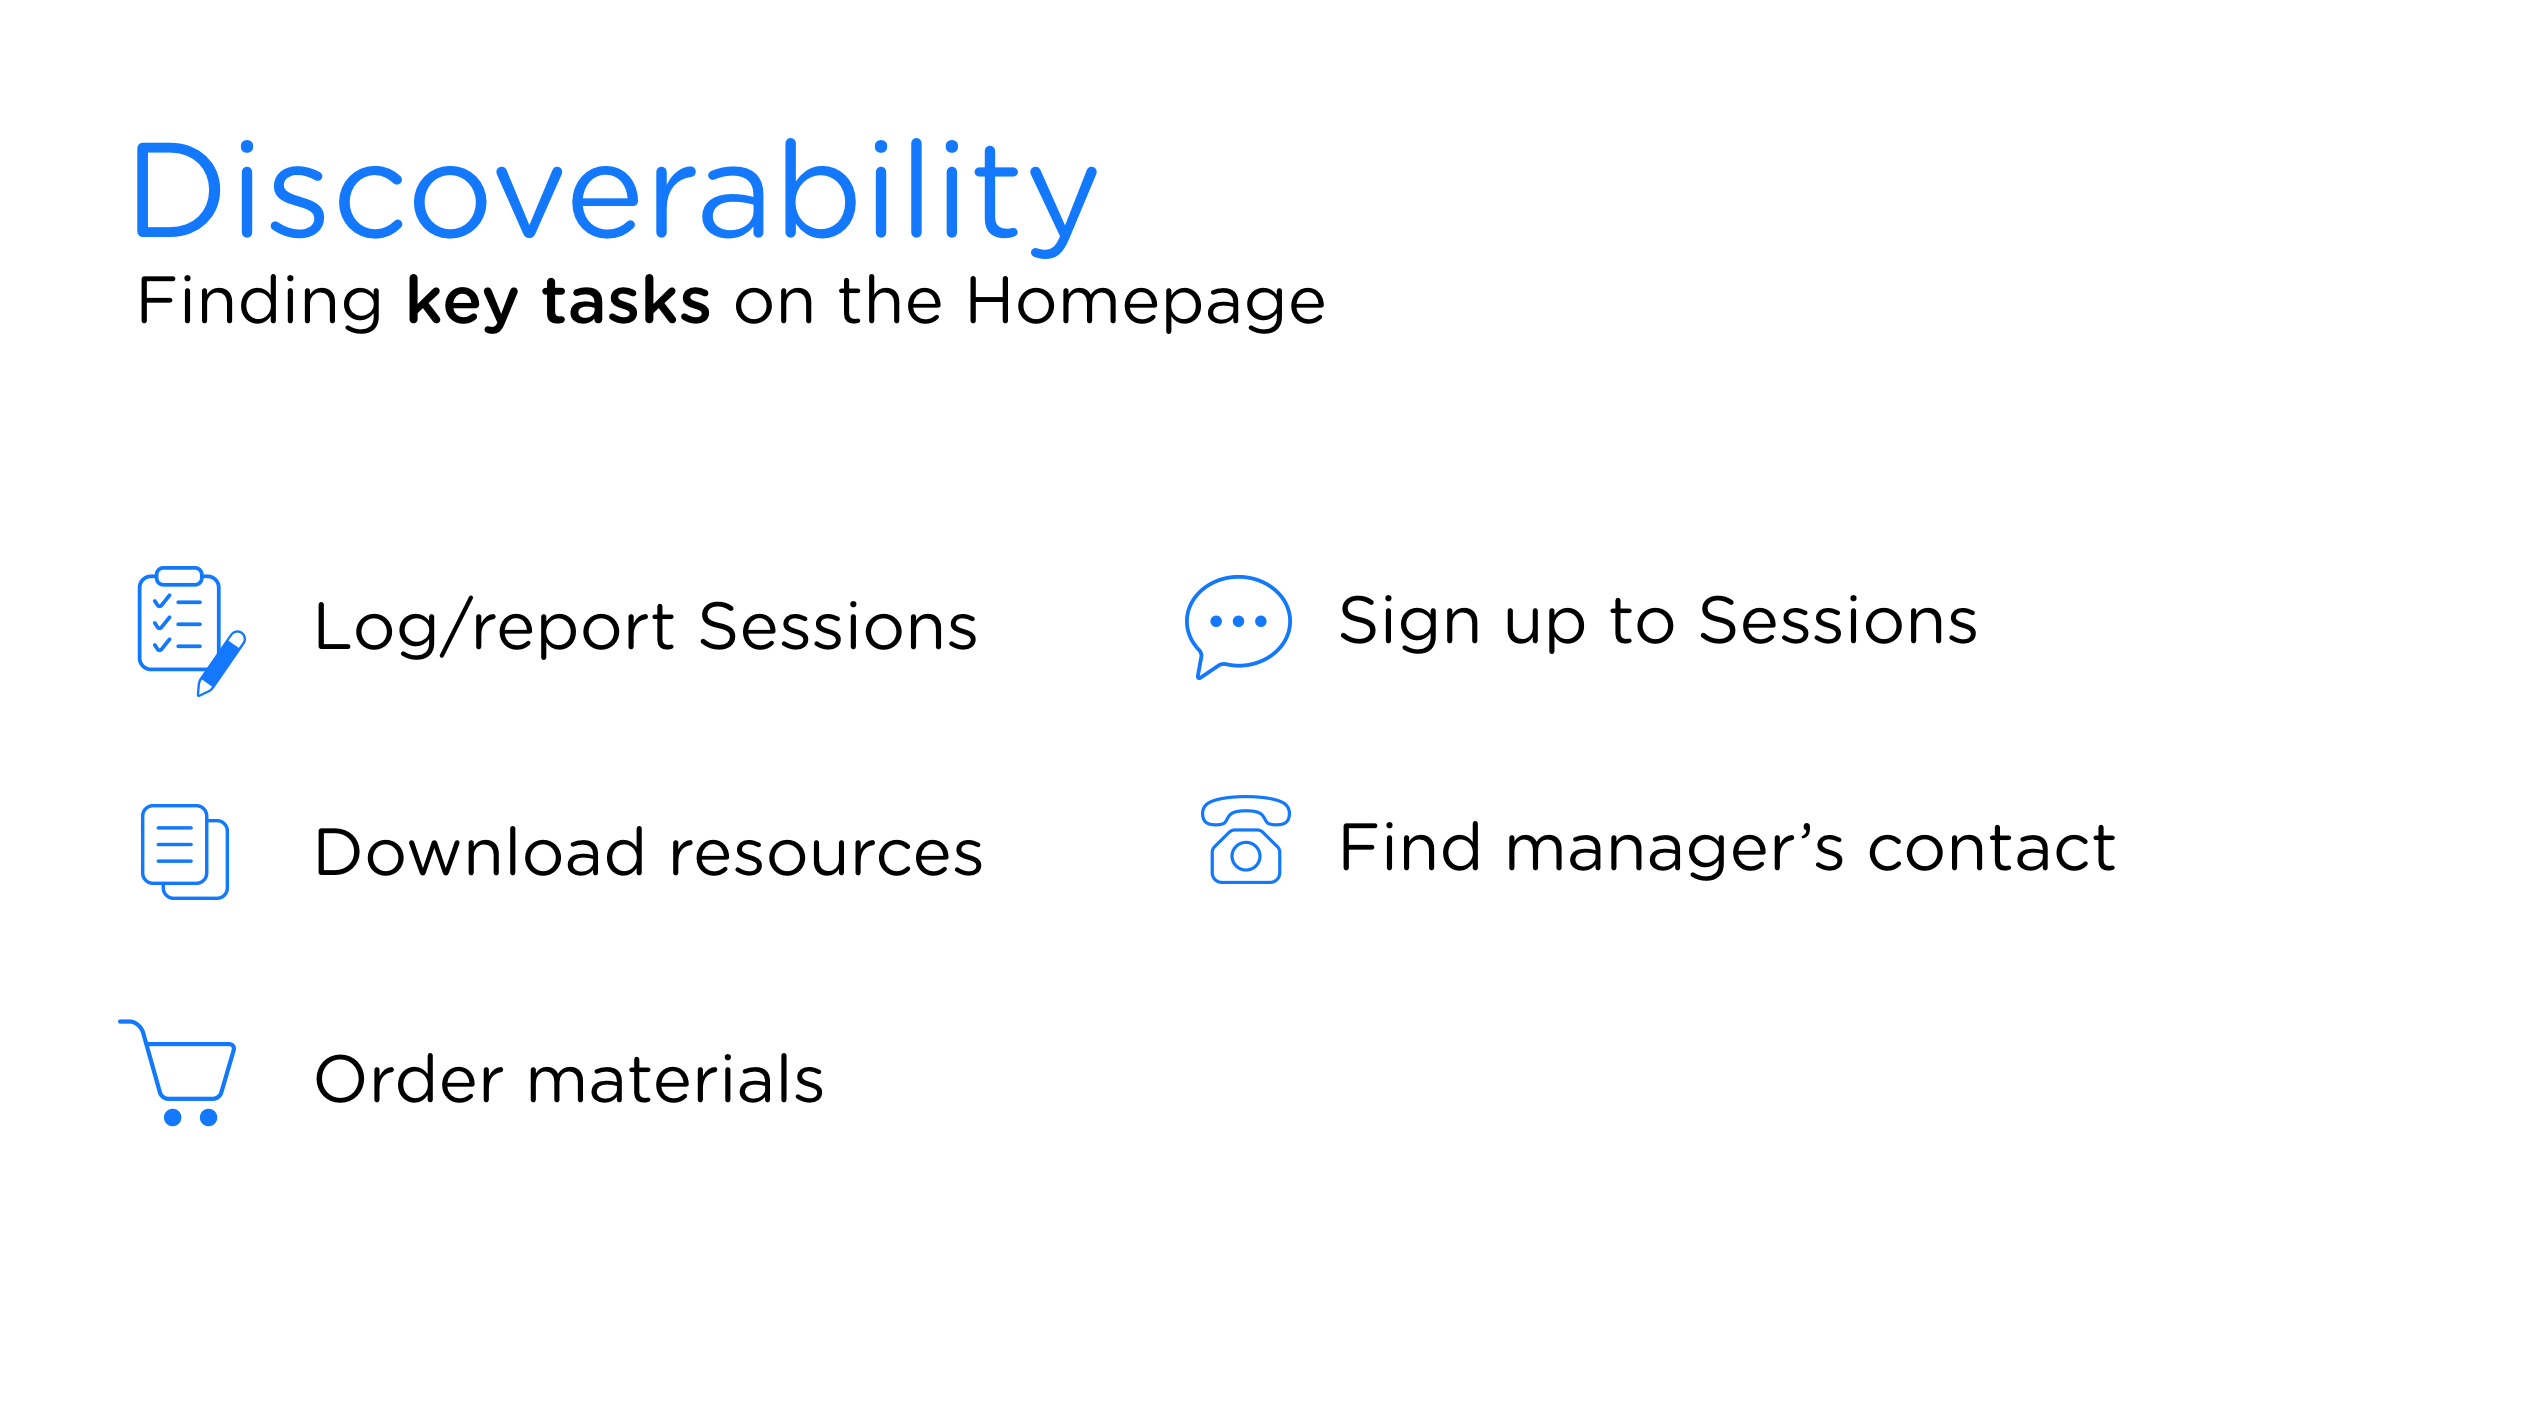 Discoverability
Finding key tasks on the Homepage
Log/report Sessions
Download resources
Order materials
Sign up to Sessions
Find manager’s contact